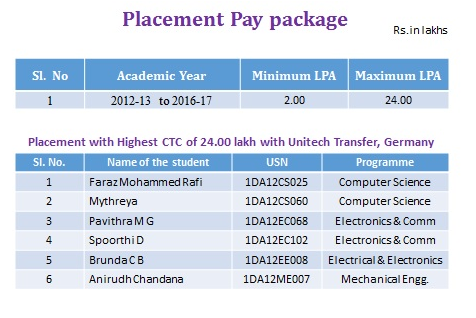 Placement Pay package
Rs.in lakhs
Sl. No Academic Year Minimum LPA Maximum LPA
1 2012-13 to 2016-17 2.00 24.00
Placement with Highest CTC of 24.00 lakh with Unitech Transfer, Germany
Sl. No. Name of the student USN Programme
1 Faraz Mohammed Rafi 1DA12CS025 Computer Science
2 Mythreya 1DA12CS060 Computer Science
3 Pavithra M G 1DA12EC068 Electronics & Comm
4 Spoorthi D 1DA12EC102 Electronics & Comm
5 Brunda C B 1DA12EE008 Electrical & Electronics
6 Anirudh Chandana 1DA12ME007 Mechanical Engg.